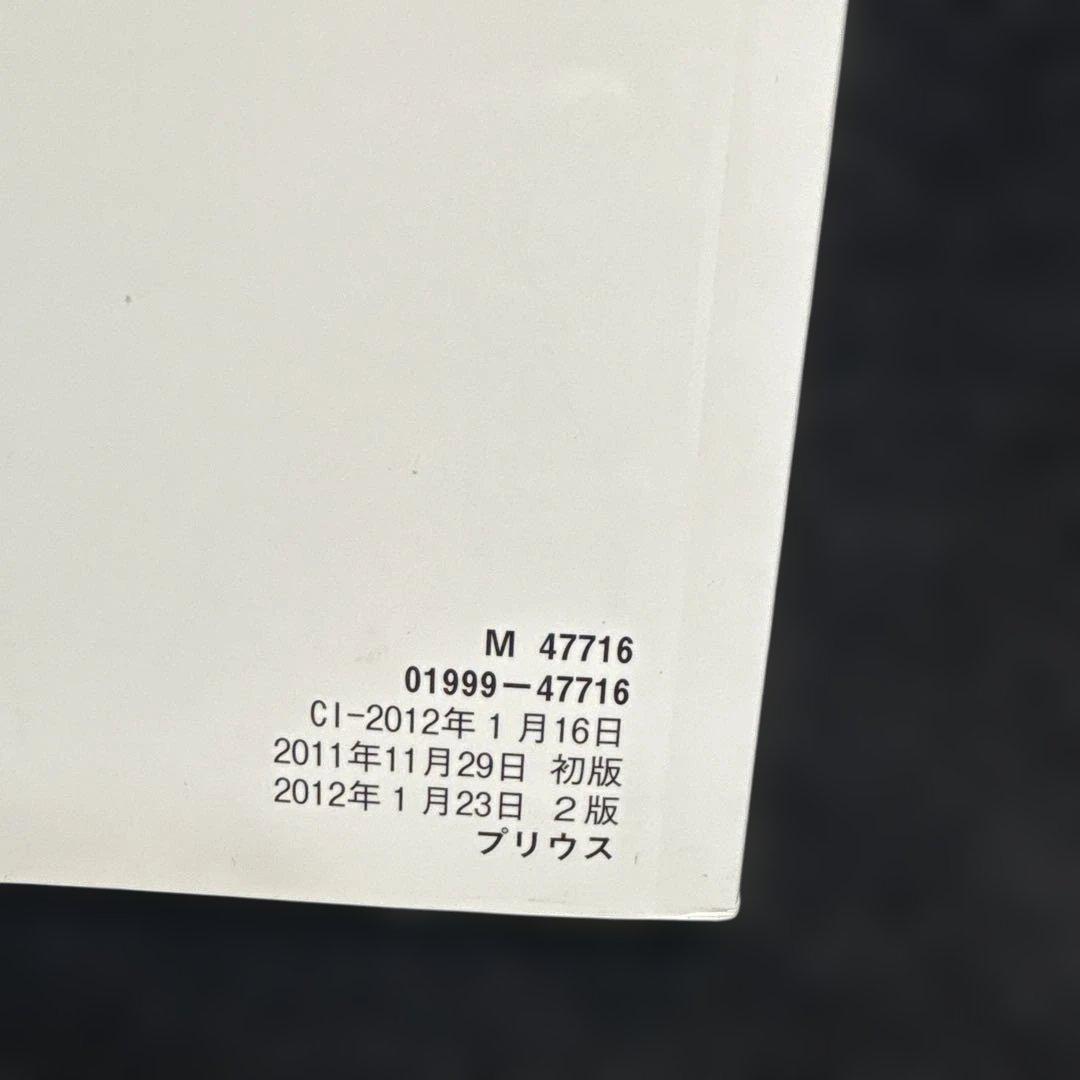 M 47716
01999−47716
CI-2012年1月16日
2011年11月29日 初版
2012年1月23日 2版
プリウス